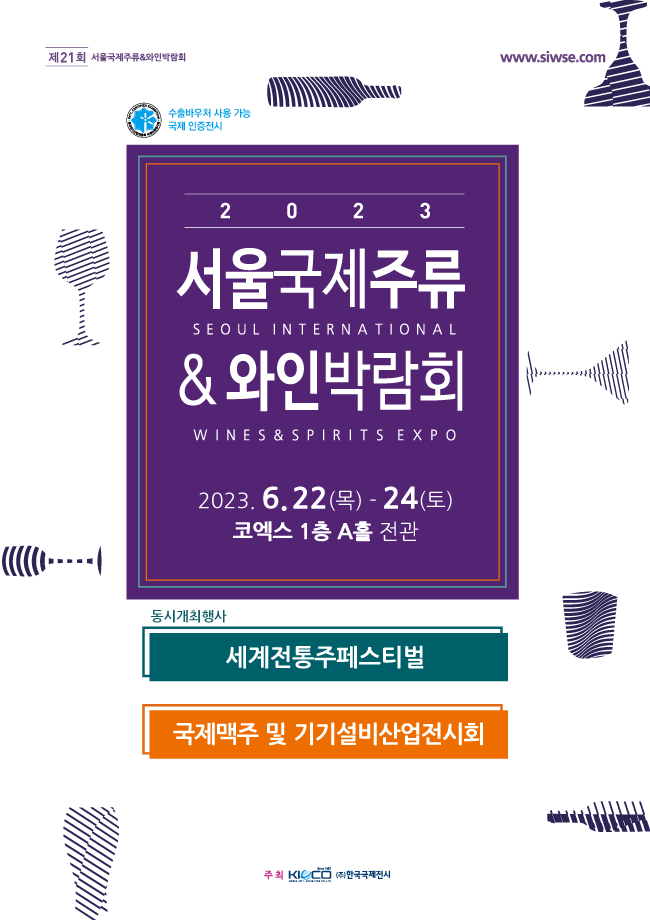 제21회 서울국제주류&와인박람회
www.siwse.com
수출바우처 사용 가능
국제 인증전시
2023
서울국제주류
SEOUL INTERNATIONAL
& 와인박람회
WINES&SPIRITS EXPO
2023. 6.22(목) - 24(토)
코엑스 1층 A홀 전관
동시개최행사
세계전통주페스티벌
국제맥주 및 기기설비산업전시회
주최 KIECO (주)한국국제전시